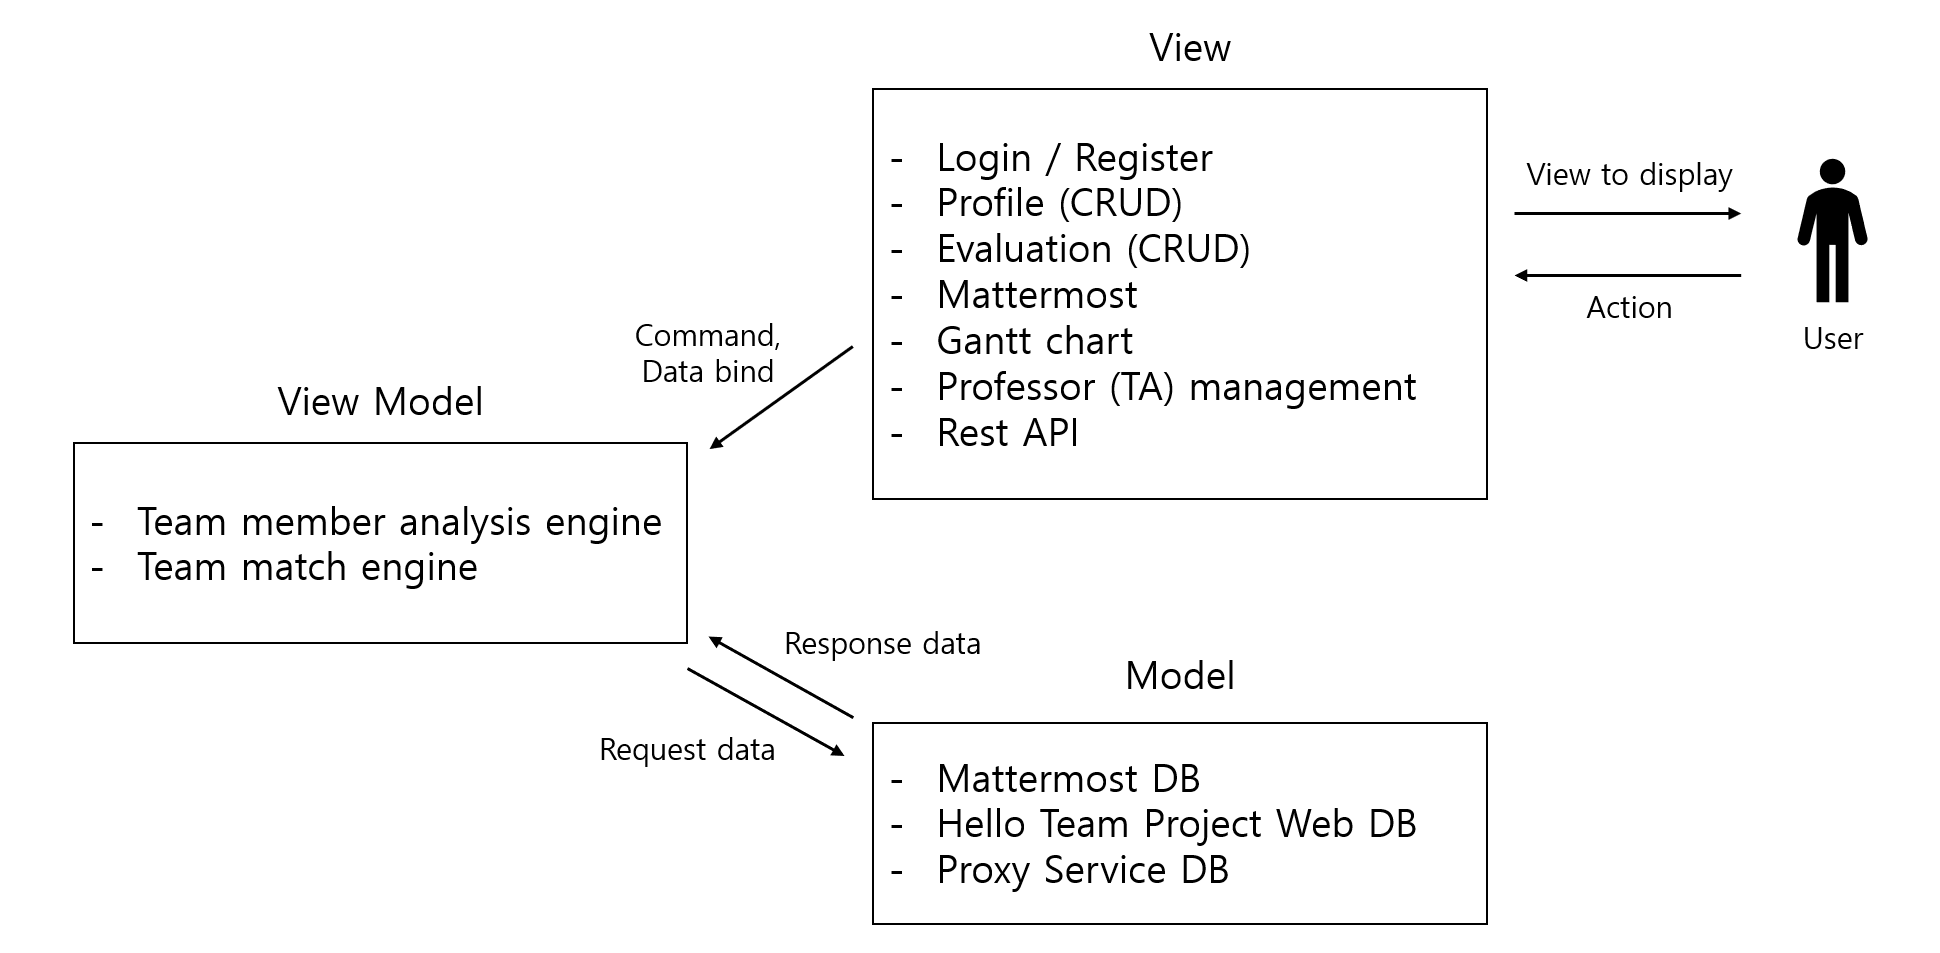 View
- Login / Register
- Profile (CRUD)
- Evaluation (CRUD)
- Mattermost
- Gantt chart
- Professor (TA) management
- Rest API
View to display
Action
User
Command,
Data bind
View Model
- Team member analysis engine
- Team match engine
Response data
Request data
Model
- Mattermost DB
- Hello Team Project Web DB
- Proxy Service DB